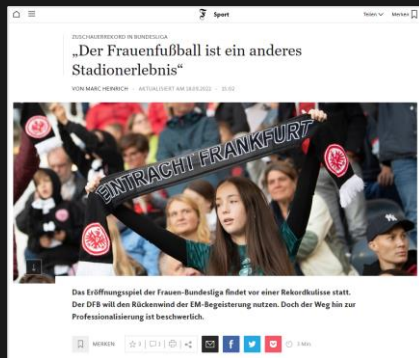 Sport
Teilen
Merken
ZUSCHAUERREKORD IN BUNDESLIGA
„Der Frauenfußball ist ein anderes
Stadionerlebnis“
VON MARC HEINRICH - AKTUALISIERT AM
EINTRACHT FRANKFURT
Das Eröffnungsspiel der Frauen-Bundesliga findet vor einer Rekordkulisse statt.
Der DFB will den Rückenwind der EM-Begeisterung nutzen. Doch der Weg hin zur
Professionalisierung ist beschwerlich.
MERKEN
3 Min